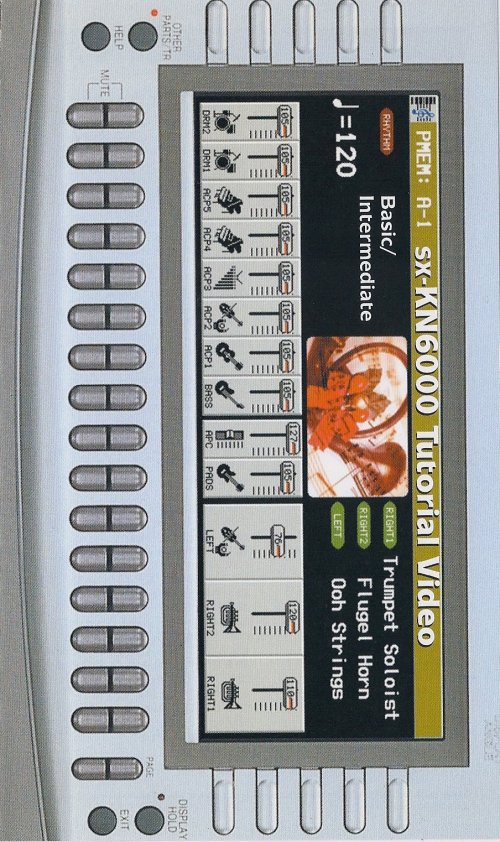 PMEM: A-1 sx-KN6000 Tutorial Video
RHYTHM
♩=120
Basic/
Intermediate
RIGHT1 Trumpet Soloist
RIGHT2 Flugel Horn
LEFT Ooh Strings
105 105 105 105 105 105 105 105 127 105 76 120 110
DRM2 DRM1 ACP5 ACP4 ACP3 ACP2 ACP1 BASS APC PADS LEFT RIGHT2 RIGHT1
OTHER
PARTS/TR
HELP
MUTE
PAGE
DISPLAY
HOLD
EXIT